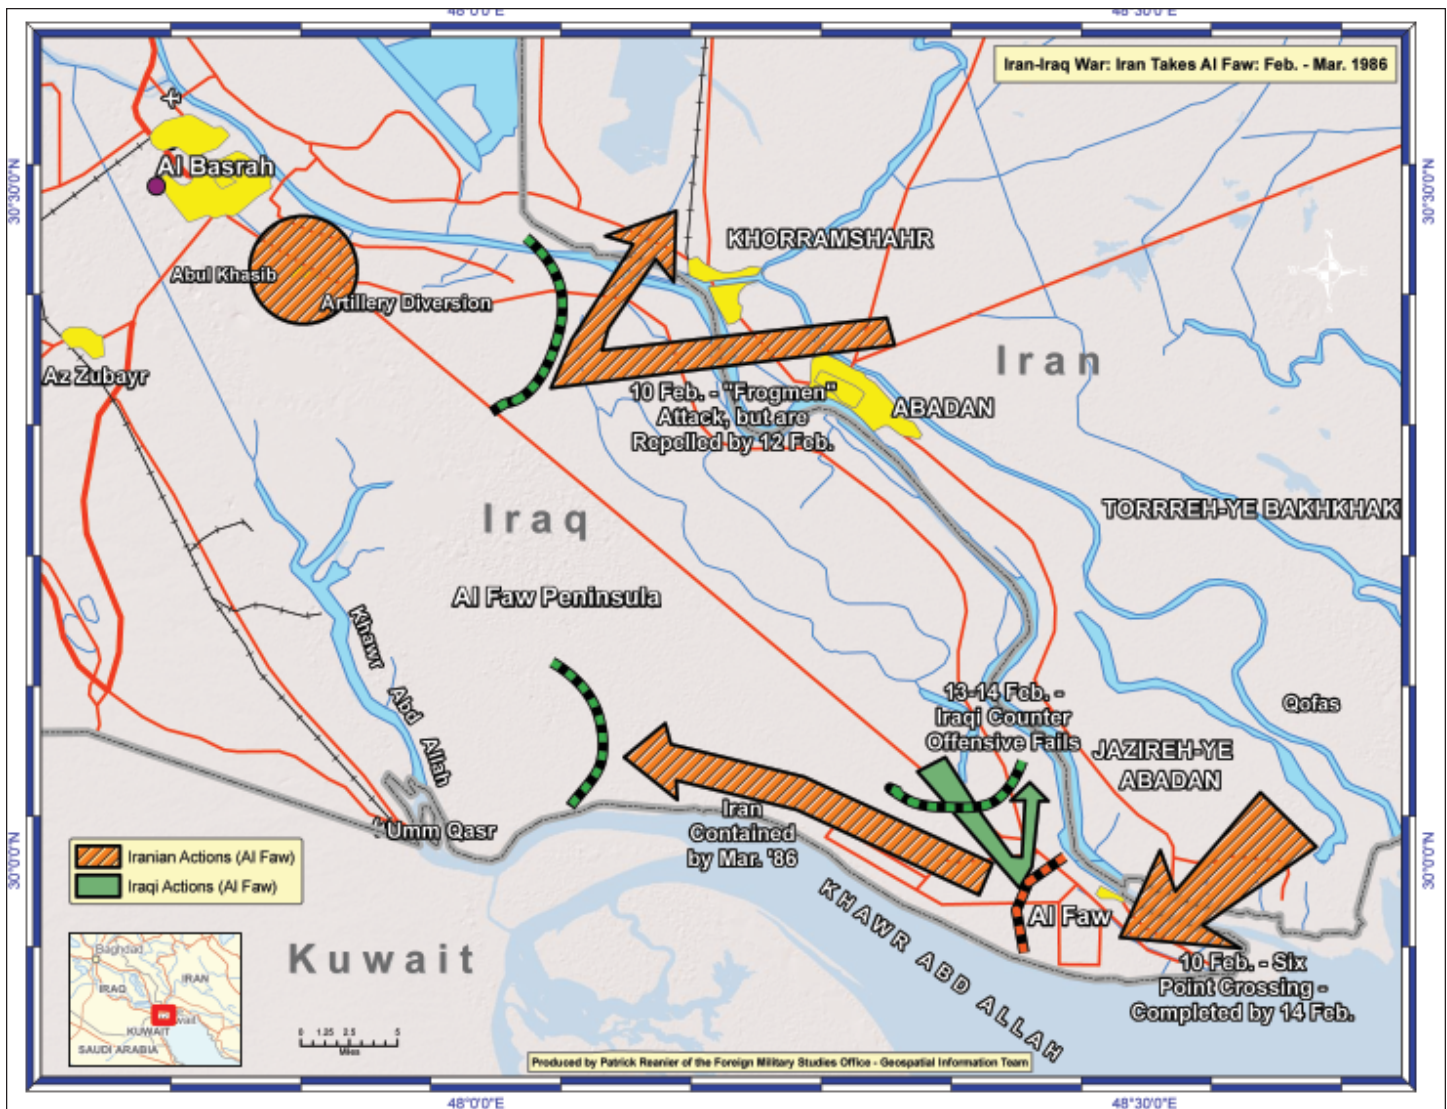 48°0'0"E
48°30'0"E
Iran-Iraq War: Iran Takes Al Faw: Feb. - Mar. 1986
30°30'0"N
30°30'0"N
Al Basrah
KHORRAMSHAHR
Abul Khasib
Artillery Diversion
Iran
Az Zubayr
10 Feb. - "Frogmen"
Attack, but are
Repelled by 12 Feb.
ABADAN
TORRREH-YE BAKHKHAK
Iraq
Al Faw Peninsula
Khawr Abd Allah
13-14 Feb. -
Iraqi Counter
Offensive Fails
Qofas
JAZIREH-YE
ABADAN
Iran
Contained
by Mar. '86
Umm Qasr
30°0'0"N
30°0'0"N
Iranian Actions (Al Faw)
Iraqi Actions (Al Faw)
KHAWR ABD ALLAH
Al Faw
Kuwait
10 Feb. - Six
Point Crossing -
Completed by 14 Feb.
Baghdad
IRAN
IRAQ
KUWAIT
SAUDI ARABIA
0 1.25 2.5 5
Miles
Produced by Patrick Reanier of the Foreign Military Studies Office - Geospatial Information Team
W E
48°0'0"E
48°30'0"E